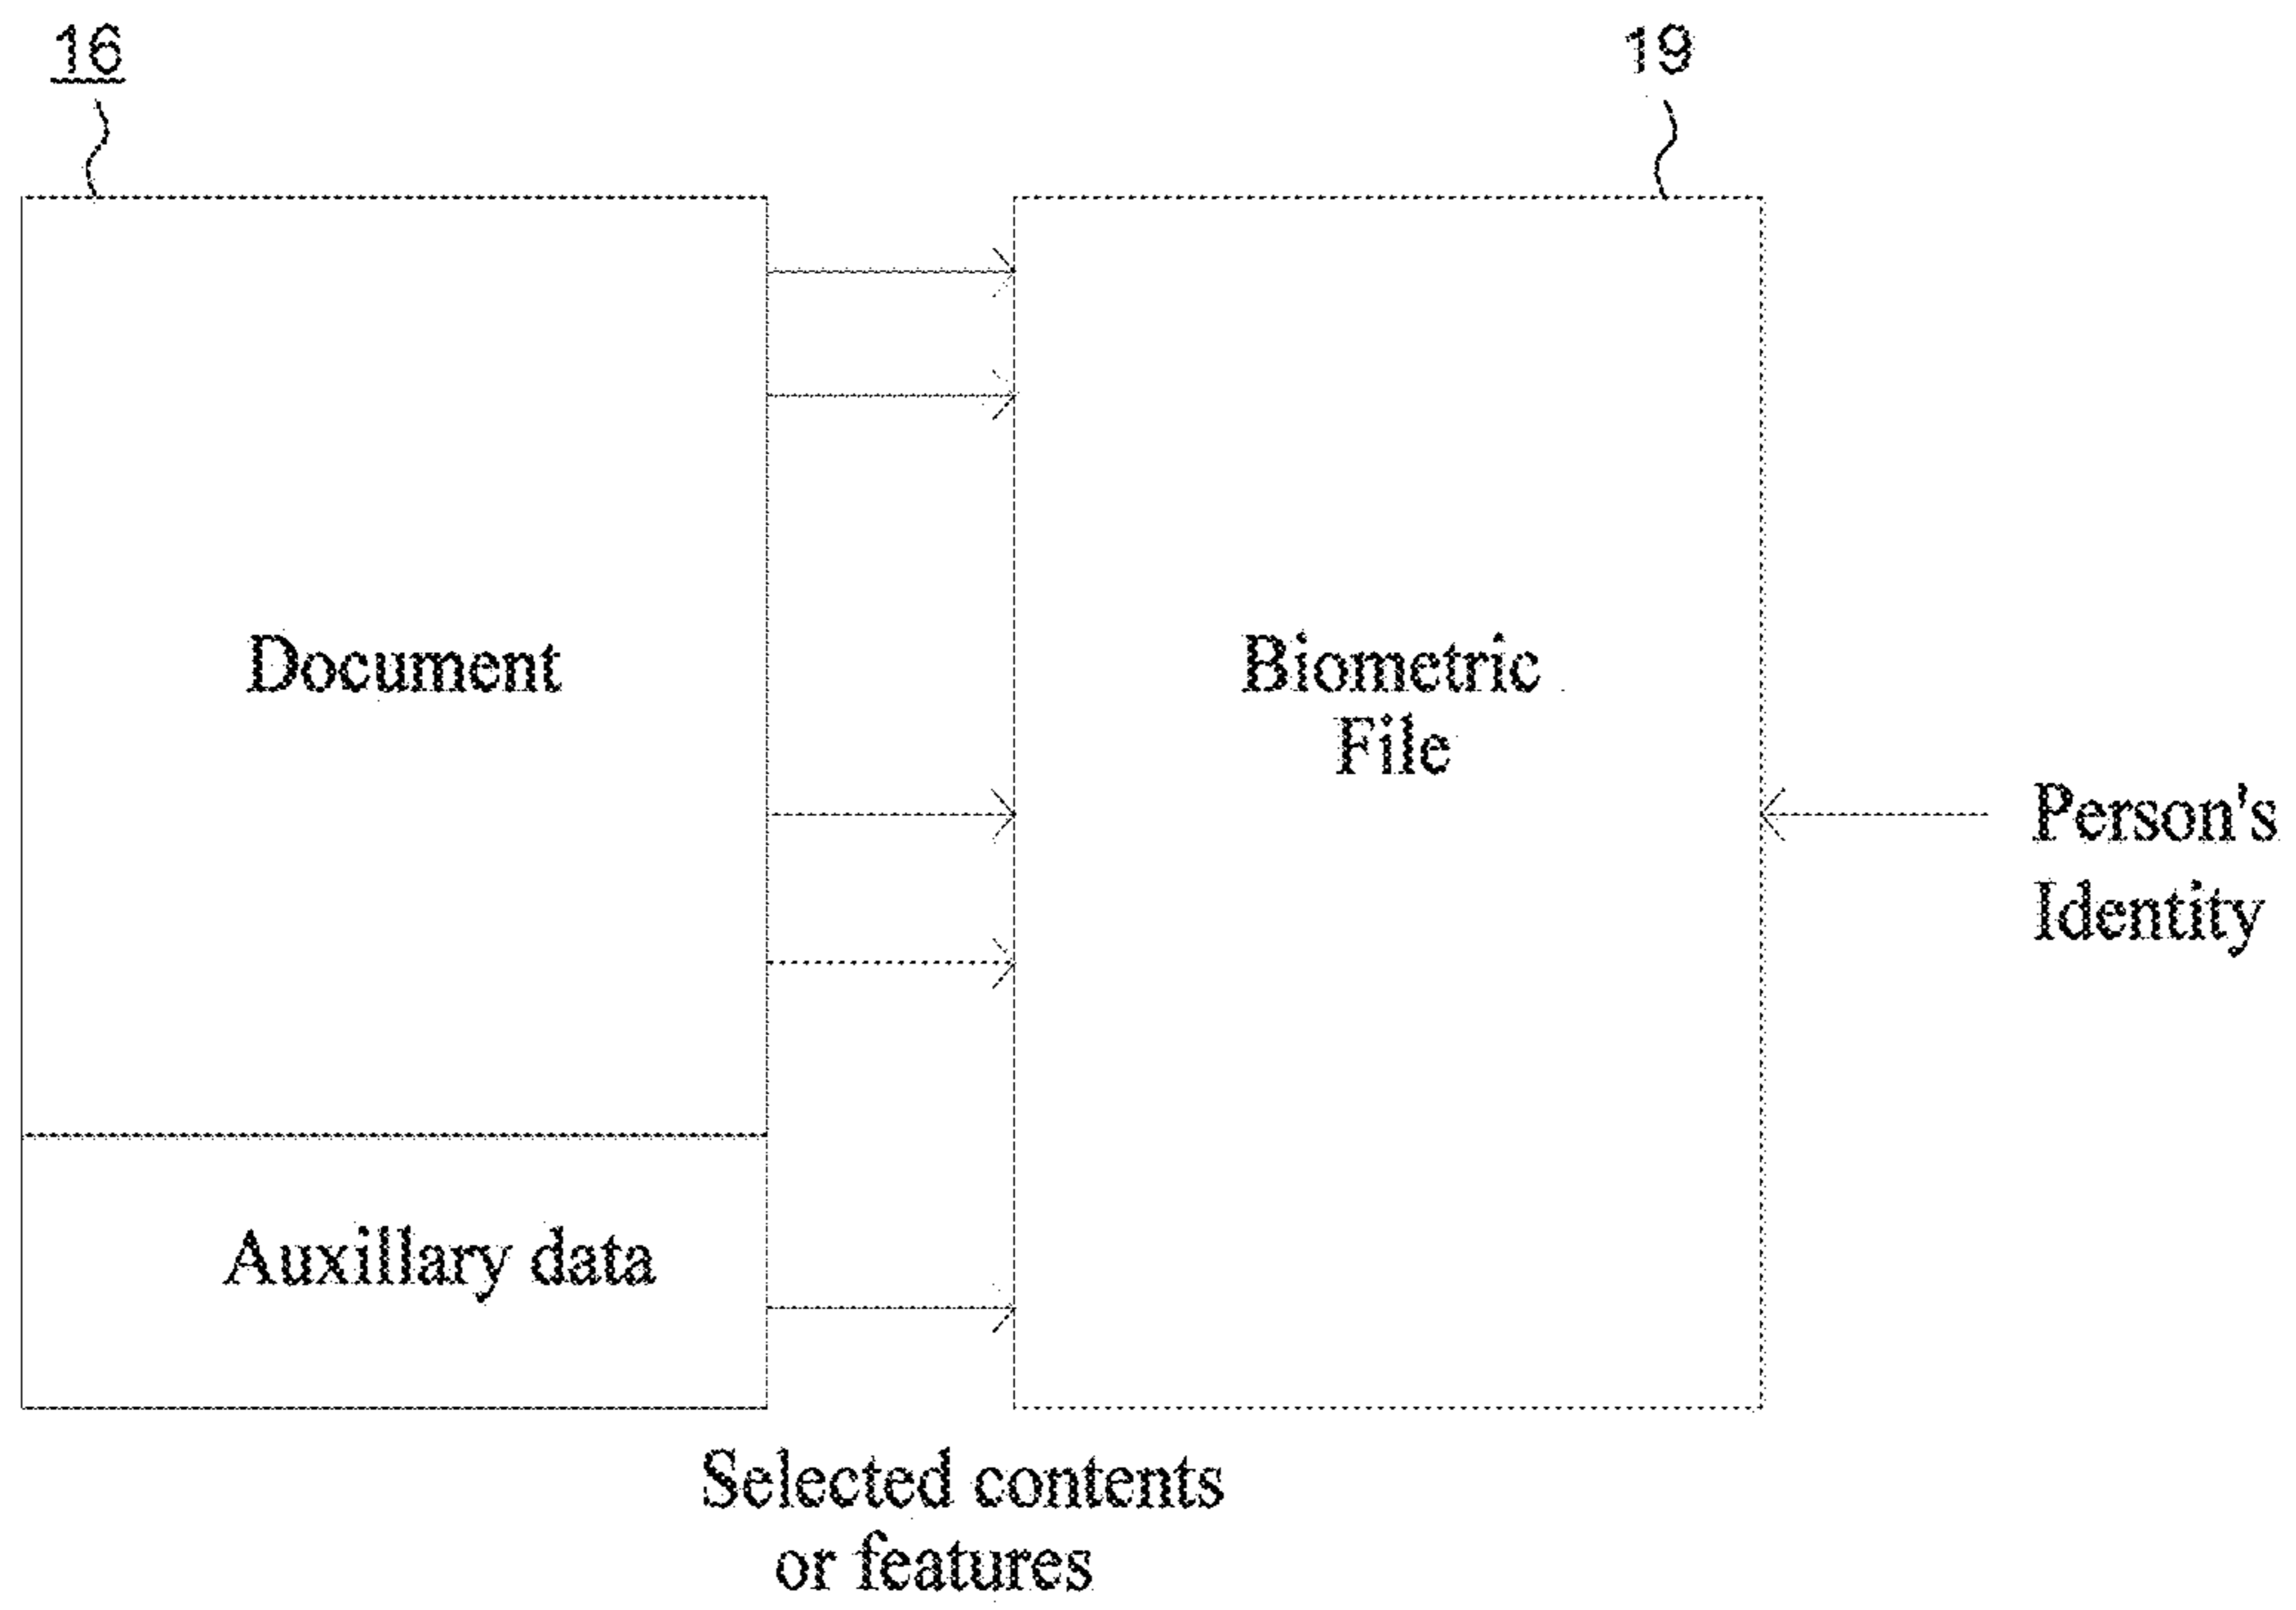 16
19
Document
Biometric
File
Person's
Identity
Auxillary data
Selected contents
or features